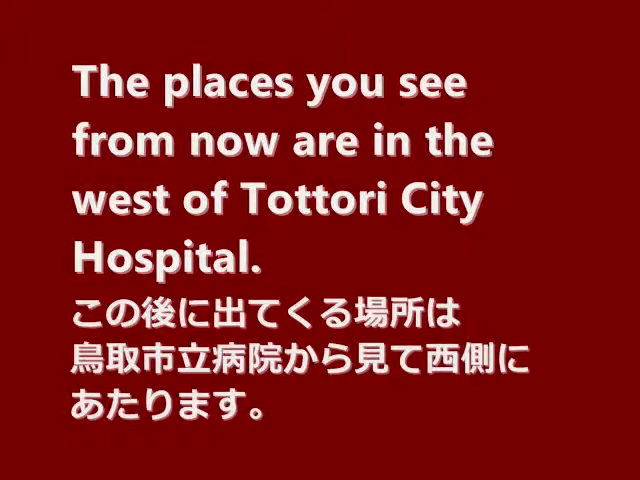 The places you see
from now are in the
west of Tottori City
Hospital.
この後に出てくる場所は
鳥取市立病院から見て西側に
あたります。